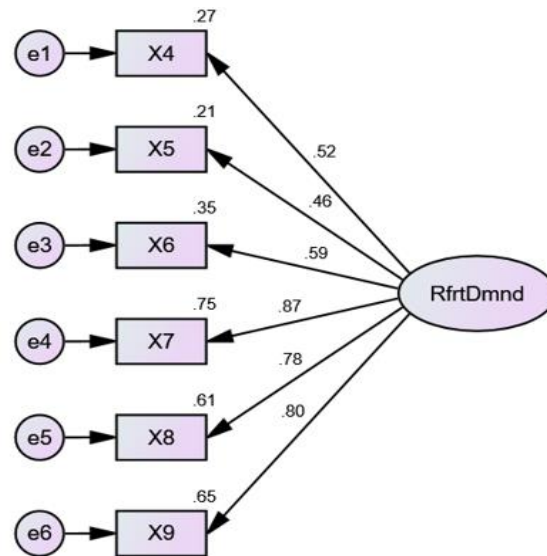 .27
e1 X4
.21
.52
e2 X5
.46
.35
e3 X6
.59
RfrtDmnd
.75
.87
e4 X7
.78
.61
e5 X8
.80
.65
e6 X9